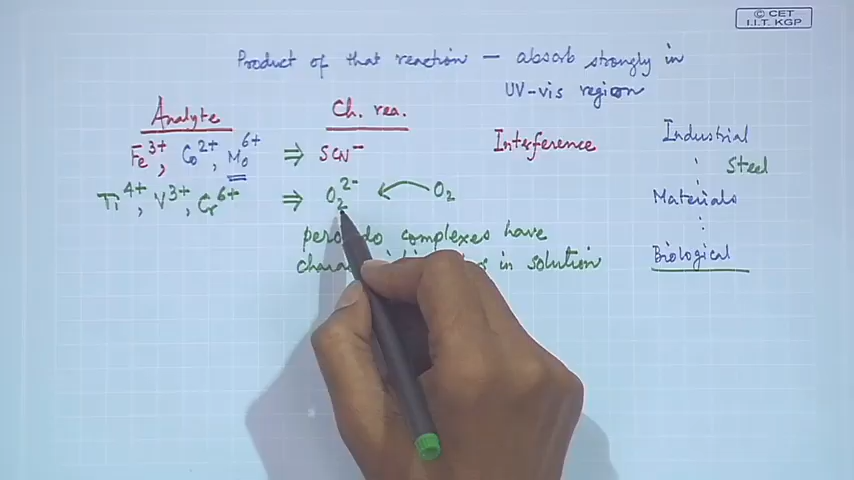 © CET
I.I.T. KGP
Product of that reaction — absorb strongly in
UV-vis region
Analyte Ch. rea. Interference Industrial
Fe³⁺, Co²⁺, Mo⁶⁺ ⇒ SCN⁻ Steel
Ti⁴⁺, V³⁺, Cr⁶⁺ ⇒ O₂²⁻ O₂ Materials
complexes have Biological
in solution